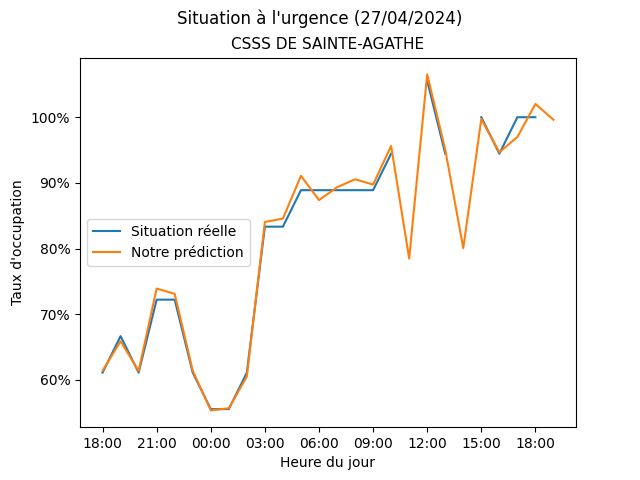 Situation à l'urgence (27/04/2024)
CSSS DE SAINTE-AGATHE
100%
90%
80%
70%
60%
Taux d'occupation
Situation réelle
Notre prédiction
18:00 21:00 00:00 03:00 06:00 09:00 12:00 15:00 18:00
Heure du jour